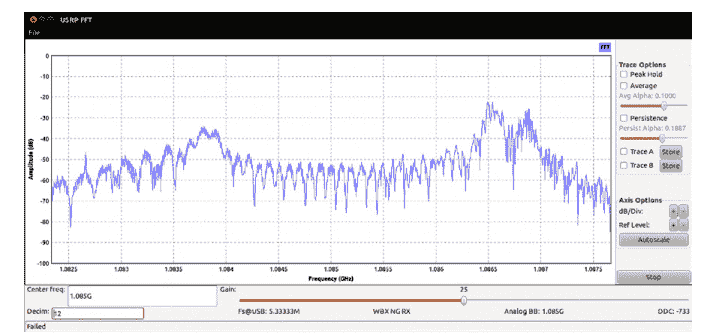 USRP FFT
File
FFT
Trace Options
Peak Hold
Average
Avg Alpha: 0.1000
Persistence
Persist Alpha: 0.1887
Trace A Store
Trace B Store
Axis Options
dB/Div: + -
Ref Level: + -
Autoscale
Stop
Amplitude (dB)
0
-10
-20
-30
-40
-50
-60
-70
-80
-90
-100
1.0825 1.083 1.0835 1.084 1.0845 1.085 1.0855 1.086 1.0865 1.087 1.0875
Frequency (GHz)
Center freq: 1.085G Gain: 25
Decim: 12 Fs@USB: 5.33333M WBX NG RX Analog BB: 1.085G DDC: -733
Failed